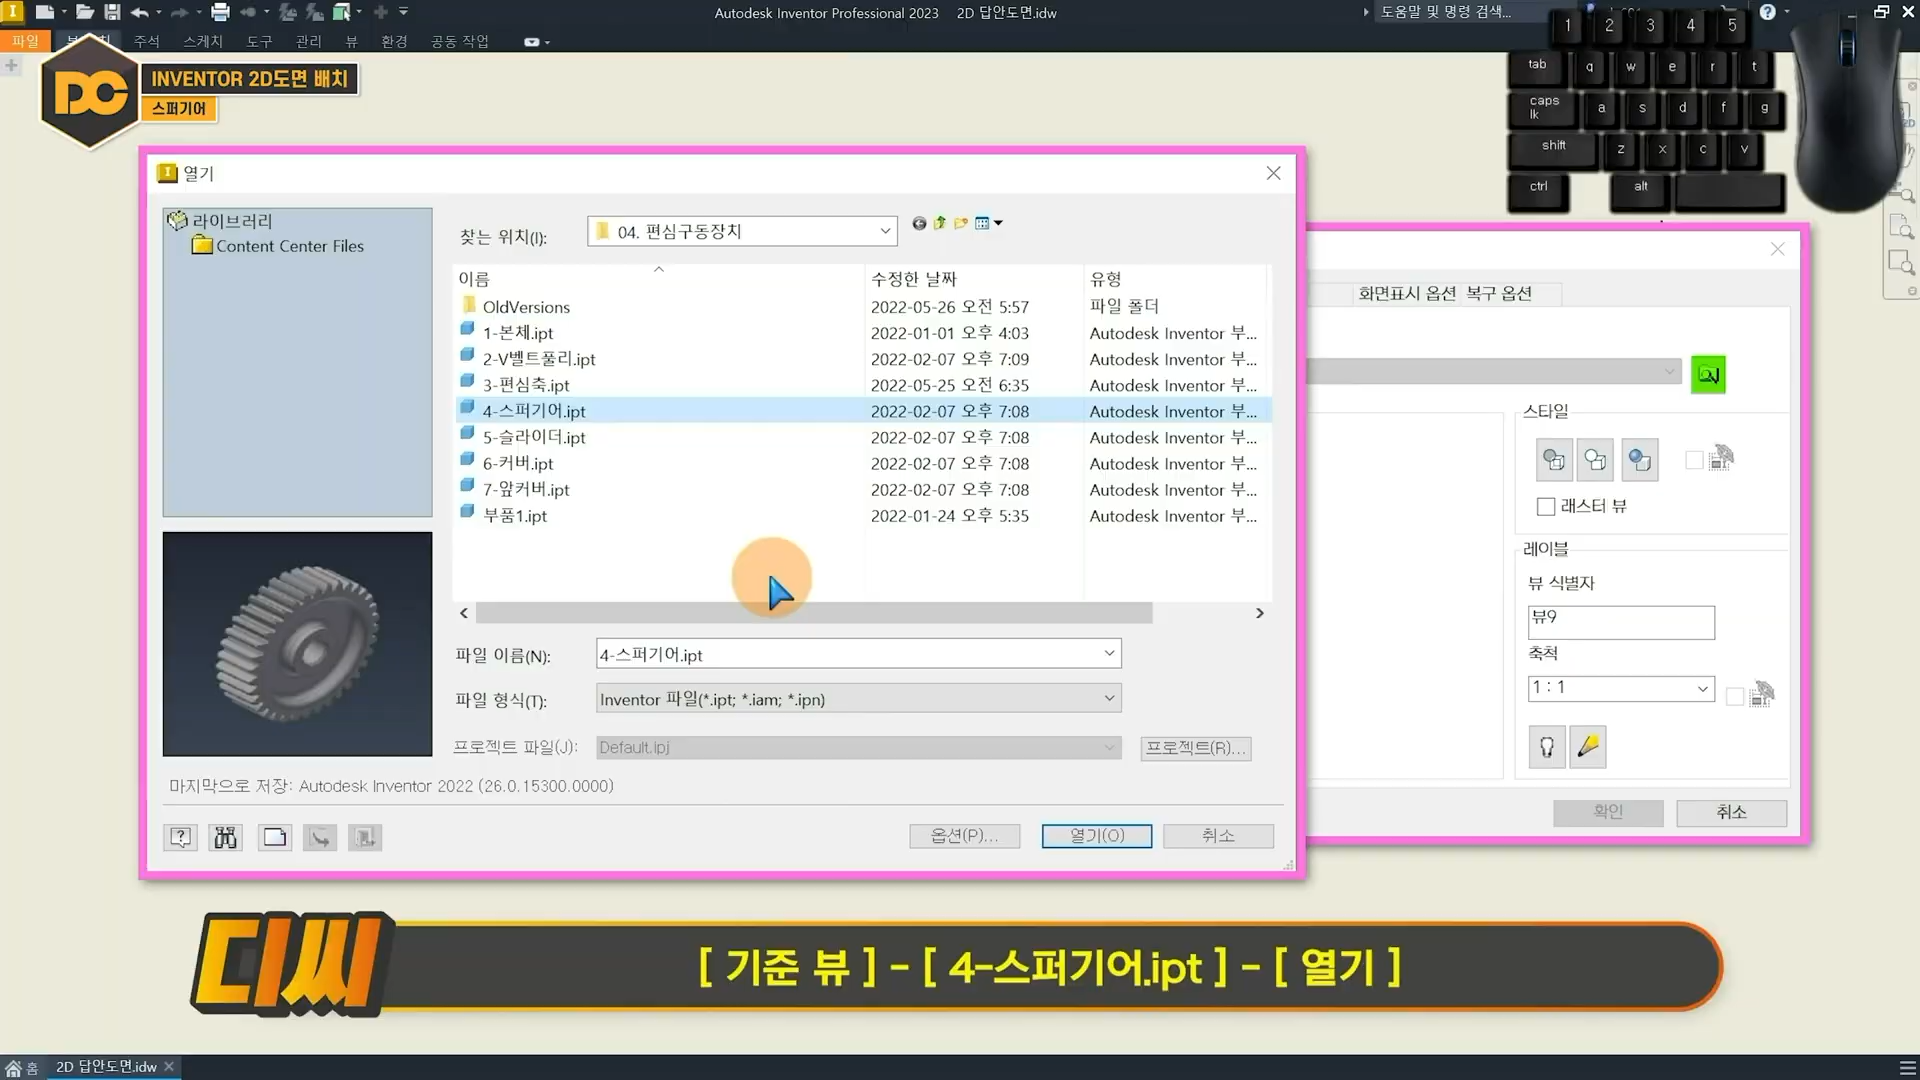 Autodesk Inventor Professional 2023 2D 답안도면.idw
도움말 및 명령 검색...
파일 주석 스케치 도구 관리 뷰 환경 공동 작업
DC
INVENTOR 2D도면 배치
스퍼기어
1 2 3 4 5
tab q w e r t
caps lk a s d f g
shift z x c v
ctrl alt
열기
라이브러리
Content Center Files
찾는 위치(I):
04. 편심구동장치
이름 수정한 날짜 유형
OldVersions 2022-05-26 오전 5:57 파일 폴더
1-본체.ipt 2022-01-01 오후 4:03 Autodesk Inventor 부...
2-V벨트풀리.ipt 2022-02-07 오후 7:09 Autodesk Inventor 부...
3-편심축.ipt 2022-05-25 오전 6:35 Autodesk Inventor 부...
4-스퍼기어.ipt 2022-02-07 오후 7:08 Autodesk Inventor 부...
5-슬라이더.ipt 2022-02-07 오후 7:08 Autodesk Inventor 부...
6-커버.ipt 2022-02-07 오후 7:08 Autodesk Inventor 부...
7-앞커버.ipt 2022-02-07 오후 7:08 Autodesk Inventor 부...
부품1.ipt 2022-01-24 오후 5:35 Autodesk Inventor 부...
파일 이름(N): 4-스퍼기어.ipt
파일 형식(T): Inventor 파일(*.ipt; *.iam; *.ipn)
프로젝트 파일(J): Default.ipj 프로젝트(R)...
마지막으로 저장: Autodesk Inventor 2022 (26.0.15300.0000)
옵션(P)... 열기(O) 취소
화면표시 옵션 복구 옵션
스타일
래스터 뷰
레이블
뷰 식별자
뷰9
축척
1 : 1
확인 취소
디씨
[ 기준 뷰 ] - [ 4-스퍼기어.ipt ] - [ 열기 ]
홈 2D 답안도면.idw